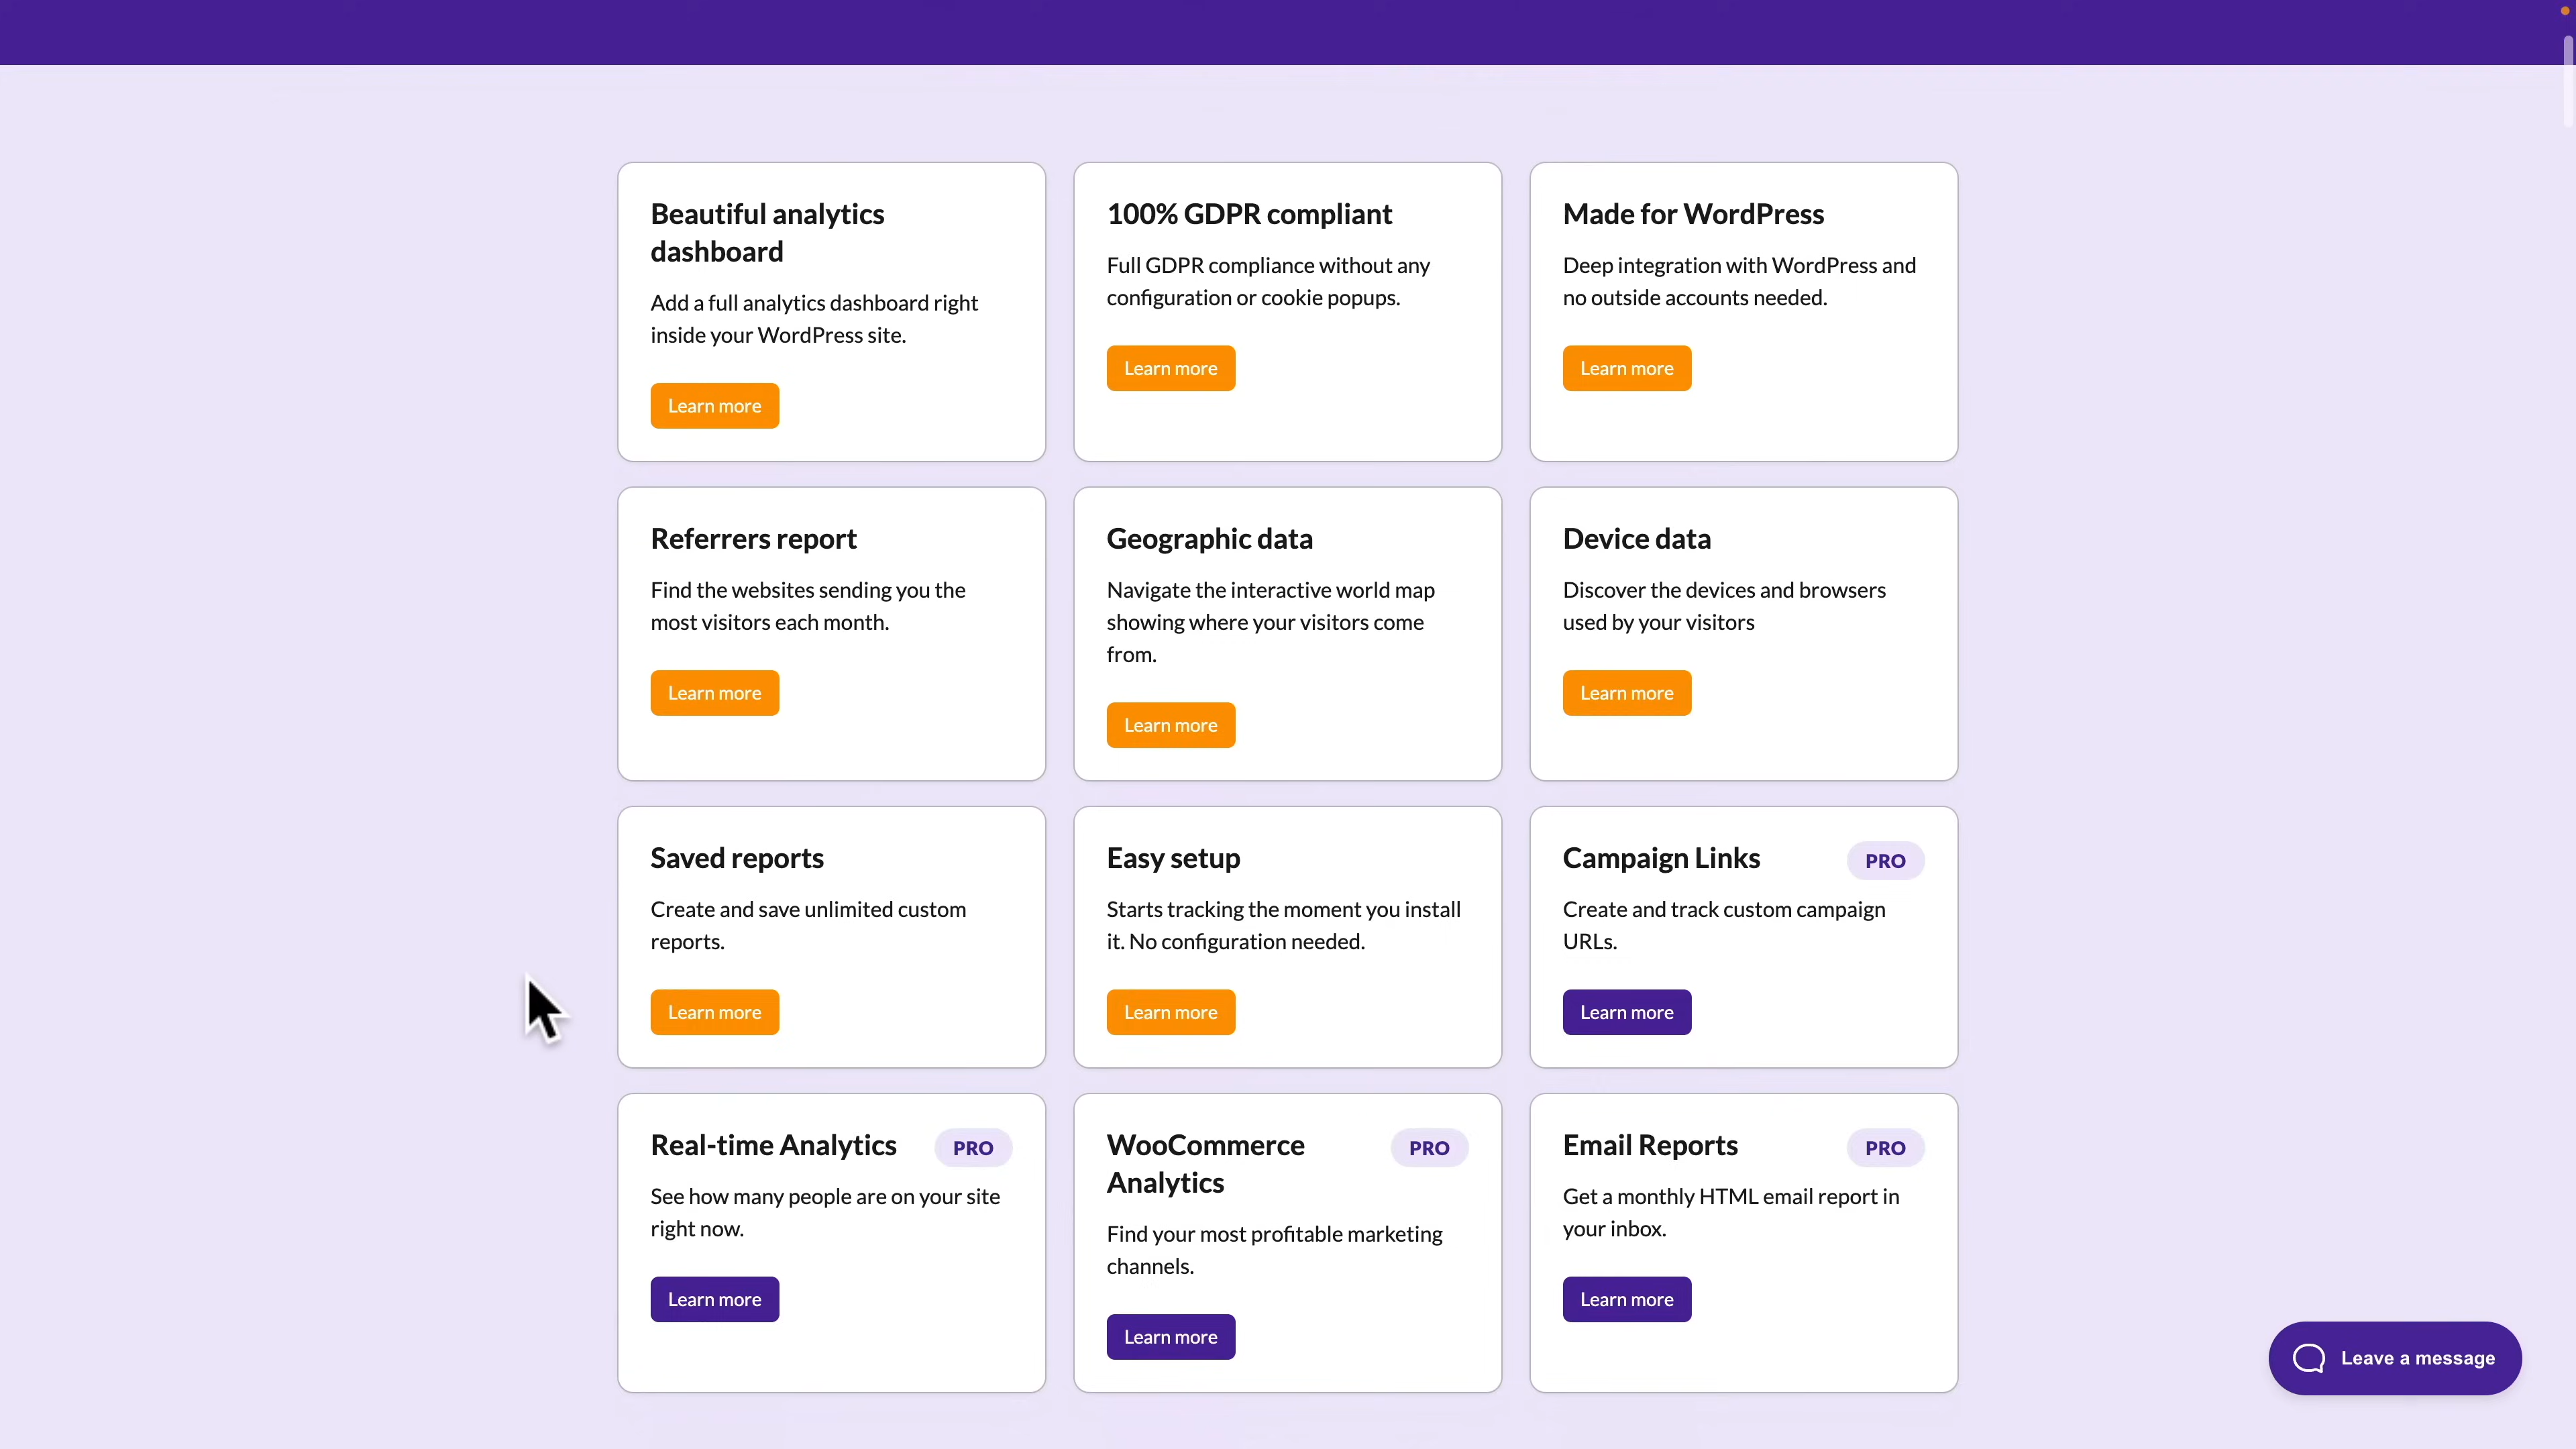 Beautiful analytics
dashboard
Add a full analytics dashboard right
inside your WordPress site.
Learn more
100% GDPR compliant
Full GDPR compliance without any
configuration or cookie popups.
Learn more
Made for WordPress
Deep integration with WordPress and
no outside accounts needed.
Learn more
Referrers report
Find the websites sending you the
most visitors each month.
Learn more
Geographic data
Navigate the interactive world map
showing where your visitors come
from.
Learn more
Device data
Discover the devices and browsers
used by your visitors
Learn more
Saved reports
Create and save unlimited custom
reports.
Learn more
Easy setup
Starts tracking the moment you install
it. No configuration needed.
Learn more
Campaign Links
PRO
Create and track custom campaign
URLs.
Learn more
Real-time Analytics
PRO
See how many people are on your site
right now.
Learn more
WooCommerce
Analytics
PRO
Find your most profitable marketing
channels.
Learn more
Email Reports
PRO
Get a monthly HTML email report in
your inbox.
Learn more
Leave a message